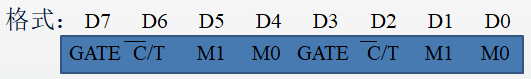 格式: D7 D6 D5 D4 D3 D2 D1 D0
GATE C̅/T M1 M0 GATE C̅/T M1 M0